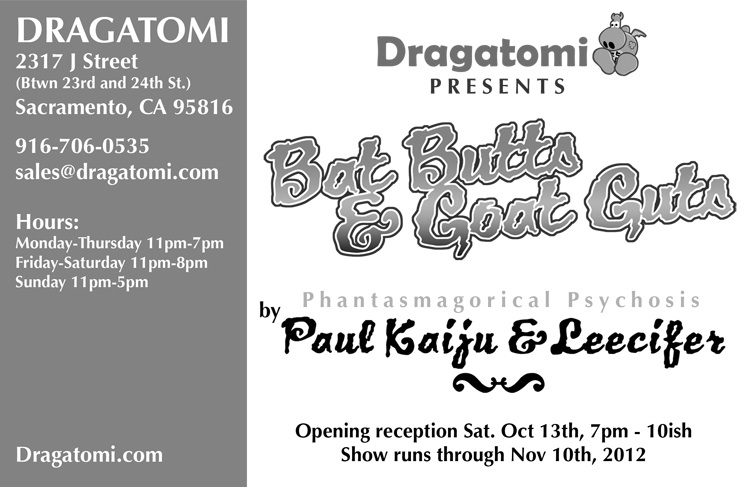 DRAGATOMI
2317 J Street
(Btwn 23rd and 24th St.)
Sacramento, CA 95816
916-706-0535
sales@dragatomi.com
Hours:
Monday-Thursday 11pm-7pm
Friday-Saturday 11pm-8pm
Sunday 11pm-5pm
Dragatomi.com
Dragatomi
PRESENTS
Bat Butts
& Goat Guts
Phantasmagorical Psychosis
by
Paul Kaiju & Leecifer
Opening reception Sat. Oct 13th, 7pm - 10ish
Show runs through Nov 10th, 2012